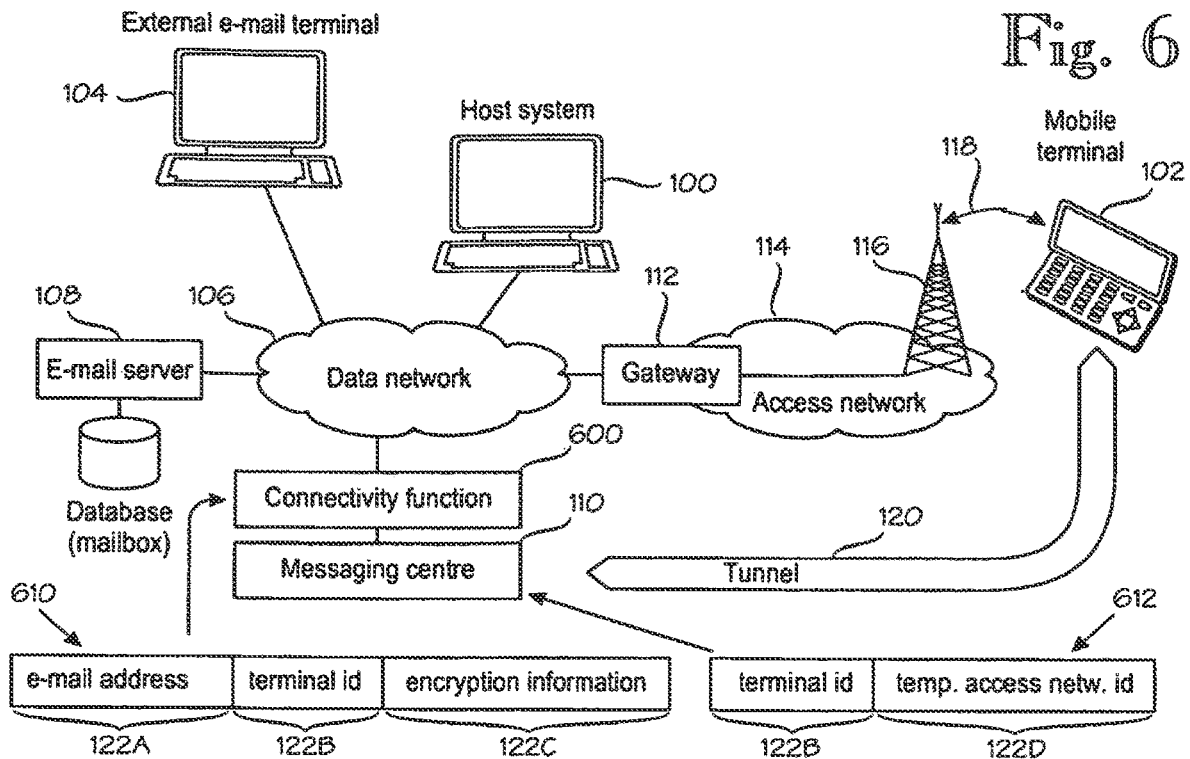 External e-mail terminal
Fig. 6
104
Host system
Mobile
terminal
118
102
100
114
116
108
106
112
E-mail server
Data network
Gateway
Access network
600
Database
(mailbox)
Connectivity function
110
120
Messaging centre
Tunnel
610
612
e-mail address
terminal id
encryption information
terminal id
temp. access netw. id
122A
122B
122C
122B
122D